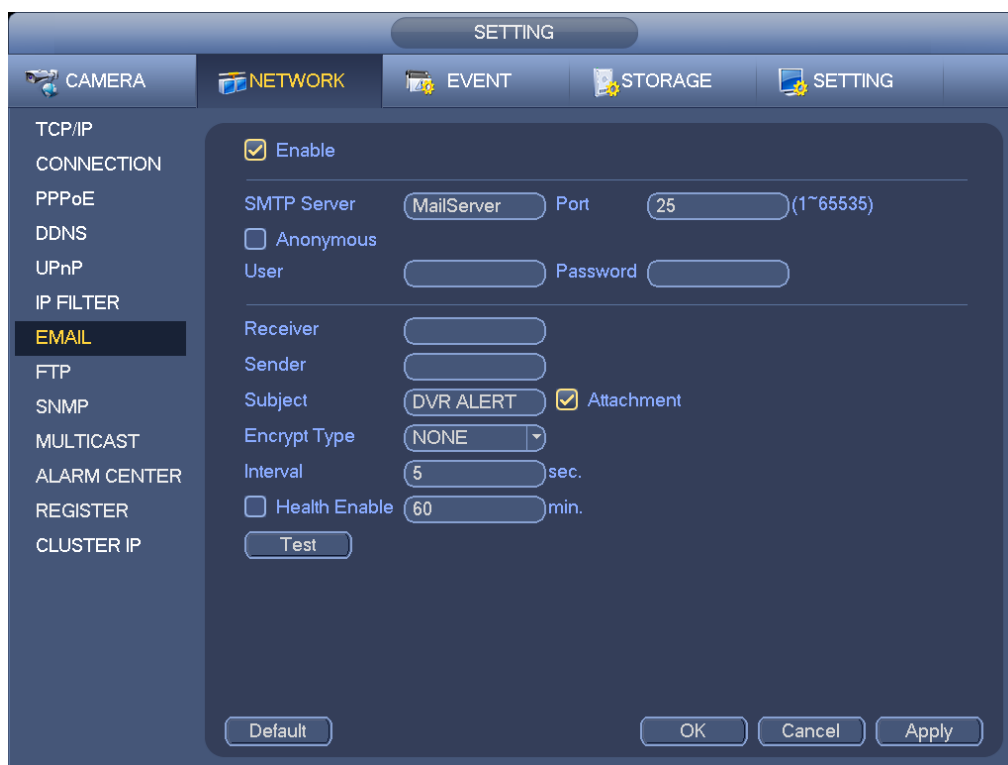 SETTING
CAMERA NETWORK EVENT STORAGE SETTING
TCP/IP
CONNECTION
PPPoE
DDNS
UPnP
IP FILTER
EMAIL
FTP
SNMP
MULTICAST
ALARM CENTER
REGISTER
CLUSTER IP
Enable
SMTP Server MailServer Port 25 (1~65535)
Anonymous
User Password
Receiver
Sender
Subject DVR ALERT Attachment
Encrypt Type NONE
Interval 5 sec.
Health Enable 60 min.
Test
Default OK Cancel Apply